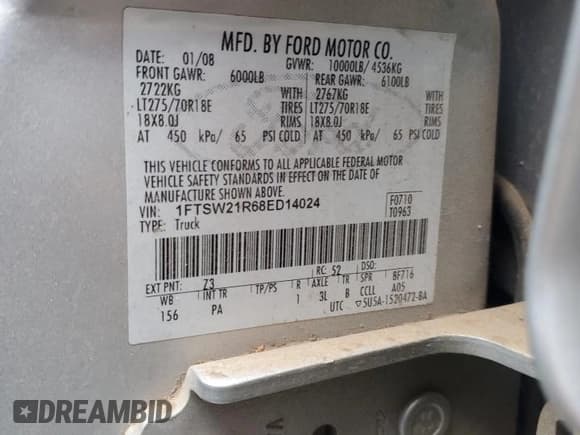 MFD. BY FORD MOTOR CO.
DATE: 01/08 GVWR: 10000LB/ 4536KG
FRONT GAWR: 6000LB REAR GAWR: 6100LB
2722KG WITH 2767KG WITH
LT275/70R18E TIRES LT275/70R18E TIRES
18X8.0J RIMS 18X8.0J RIMS
AT 450 kPa/ 65 PSI COLD AT 450 kPa/ 65 PSI COLD
THIS VEHICLE CONFORMS TO ALL APPLICABLE FEDERAL MOTOR
VEHICLE SAFETY STANDARDS IN EFFECT ON THE DATE OF
MANUFACTURE SHOWN ABOVE.
VIN: 1FTSW21R68ED14024 F0710
TYPE: Truck T0963
EXT PNT: Z3 RC: 52 DSO:
WB INT TR TP/PS R AXLE TR SPR BF716
156 PA 1 3L B CCLL A05
UTC ▽5U5A-1520472-BA
DREAMBID